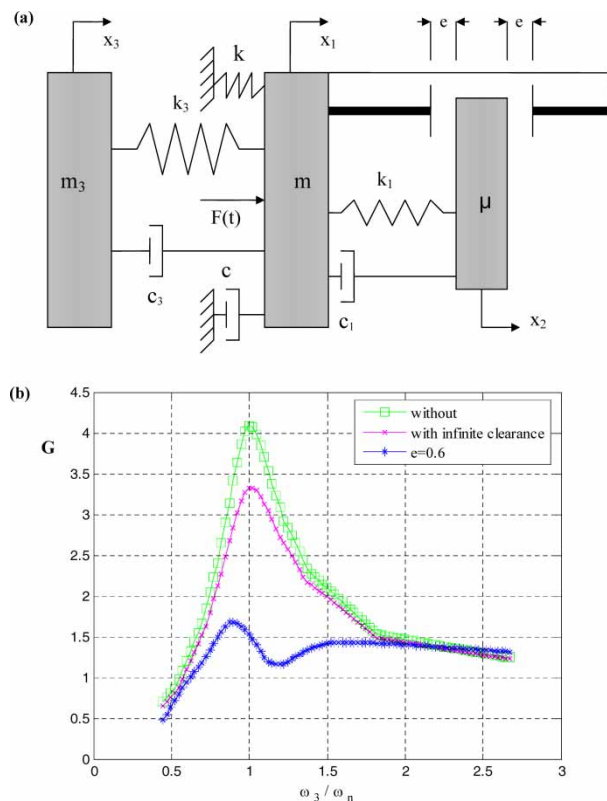 (a)
x₃
x₁
e
e
k
k₃
m₃
m
k₁
μ
F(t)
c₃
c
c₁
x₂
(b)
4.5
4
3.5
3
2.5
2
1.5
1
0.5
0
G
without
with infinite clearance
e=0.6
0
0.5
1
1.5
2
2.5
3
ω₃ / ωₙ